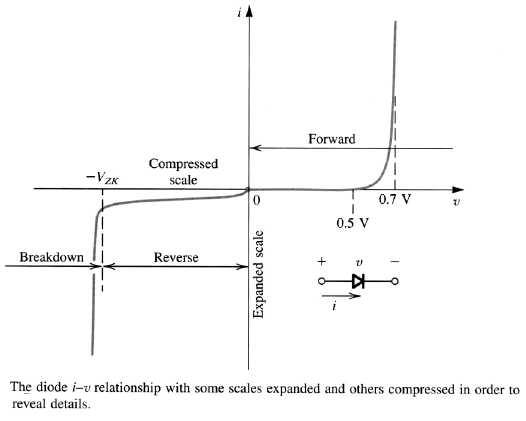 i
Forward
Compressed
scale
−V_ZK
0
0.7 V
v
0.5 V
Breakdown
Reverse
Expanded scale
+ v −
i
The diode i–v relationship with some scales expanded and others compressed in order to
reveal details.